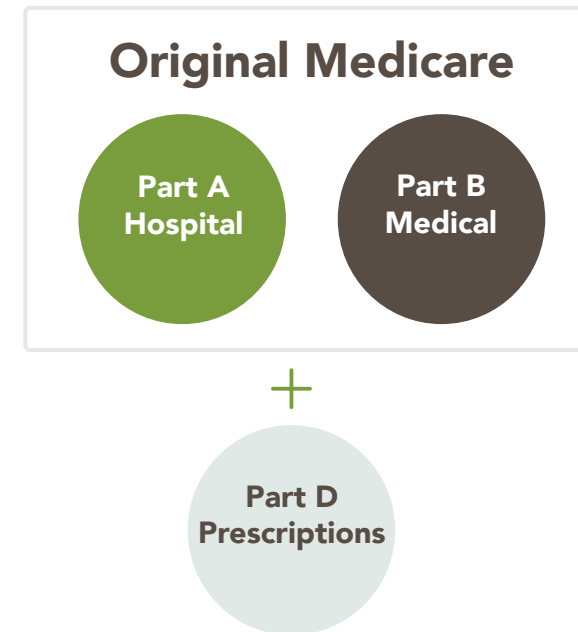 Original Medicare
Part A
Hospital
Part B
Medical
+
Part D
Prescriptions